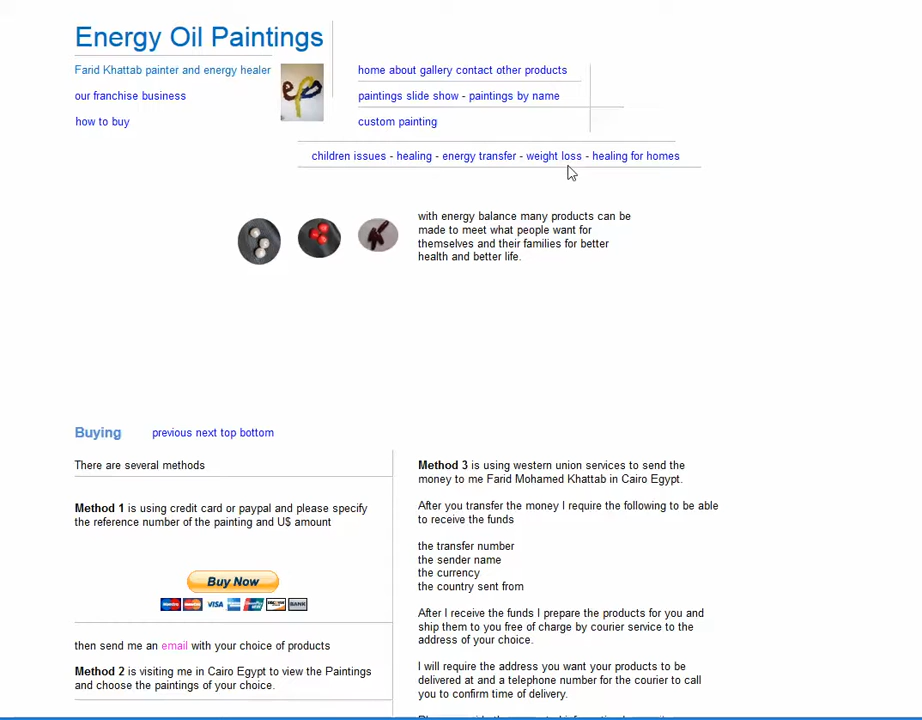 Energy Oil Paintings
Farid Khattab painter and energy healer
our franchise business
how to buy
ep
home about gallery contact other products
paintings slide show - paintings by name
custom painting
children issues - healing - energy transfer - weight loss - healing for homes
with energy balance many products can be
made to meet what people want for
themselves and their families for better
health and better life.
Buying previous next top bottom
There are several methods
Method 1 is using credit card or paypal and please specify
the reference number of the painting and U$ amount
Buy Now
VISA
BANK
then send me an email with your choice of products
Method 2 is visiting me in Cairo Egypt to view the Paintings
and choose the paintings of your choice.
Method 3 is using western union services to send the
money to me Farid Mohamed Khattab in Cairo Egypt.
After you transfer the money I require the following to be able
to receive the funds
the transfer number
the sender name
the currency
the country sent from
After I receive the funds I prepare the products for you and
ship them to you free of charge by courier service to the
address of your choice.
I will require the address you want your products to be
delivered at and a telephone number for the courier to call
you to confirm time of delivery.